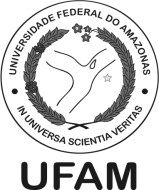 UNIVERSIDADE FEDERAL DO AMAZONAS
IN UNIVERSA SCIENTIA VERITAS
UFAM